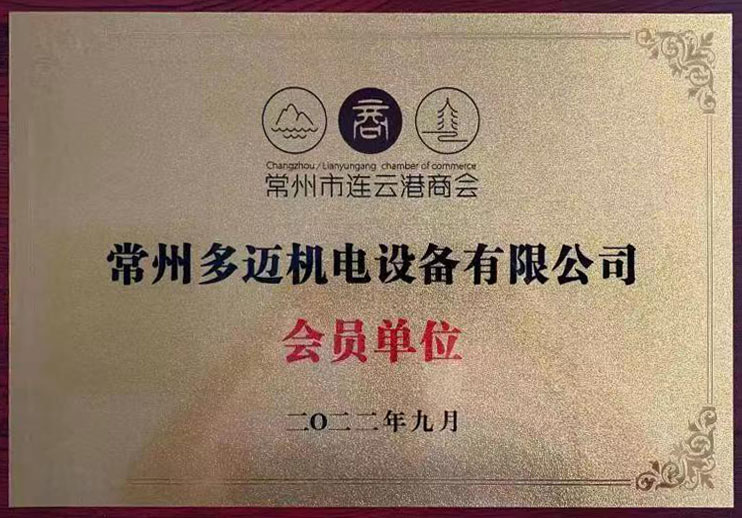 商
Changzhou / Lianyungang chamber of commerce
常州市连云港商会
常州多迈机电设备有限公司
会员单位
二〇二二年九月